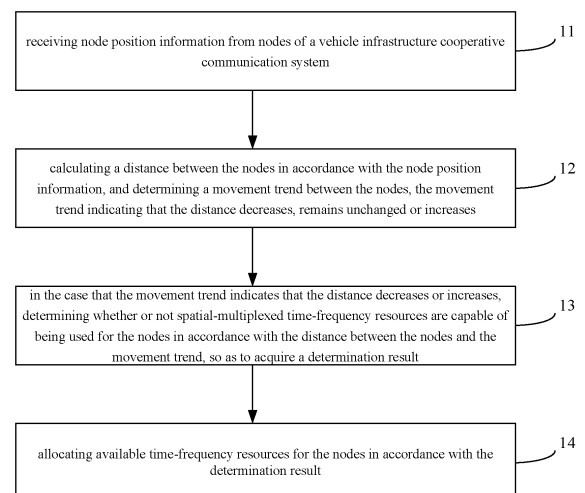 receiving node position information from nodes of a vehicle infrastructure cooperative
communication system
11
calculating a distance between the nodes in accordance with the node position
information, and determining a movement trend between the nodes, the movement
trend indicating that the distance decreases, remains unchanged or increases
12
in the case that the movement trend indicates that the distance decreases or increases,
determining whether or not spatial-multiplexed time-frequency resources are capable of
being used for the nodes in accordance with the distance between the nodes and the
movement trend, so as to acquire a determination result
13
allocating available time-frequency resources for the nodes in accordance with the
determination result
14